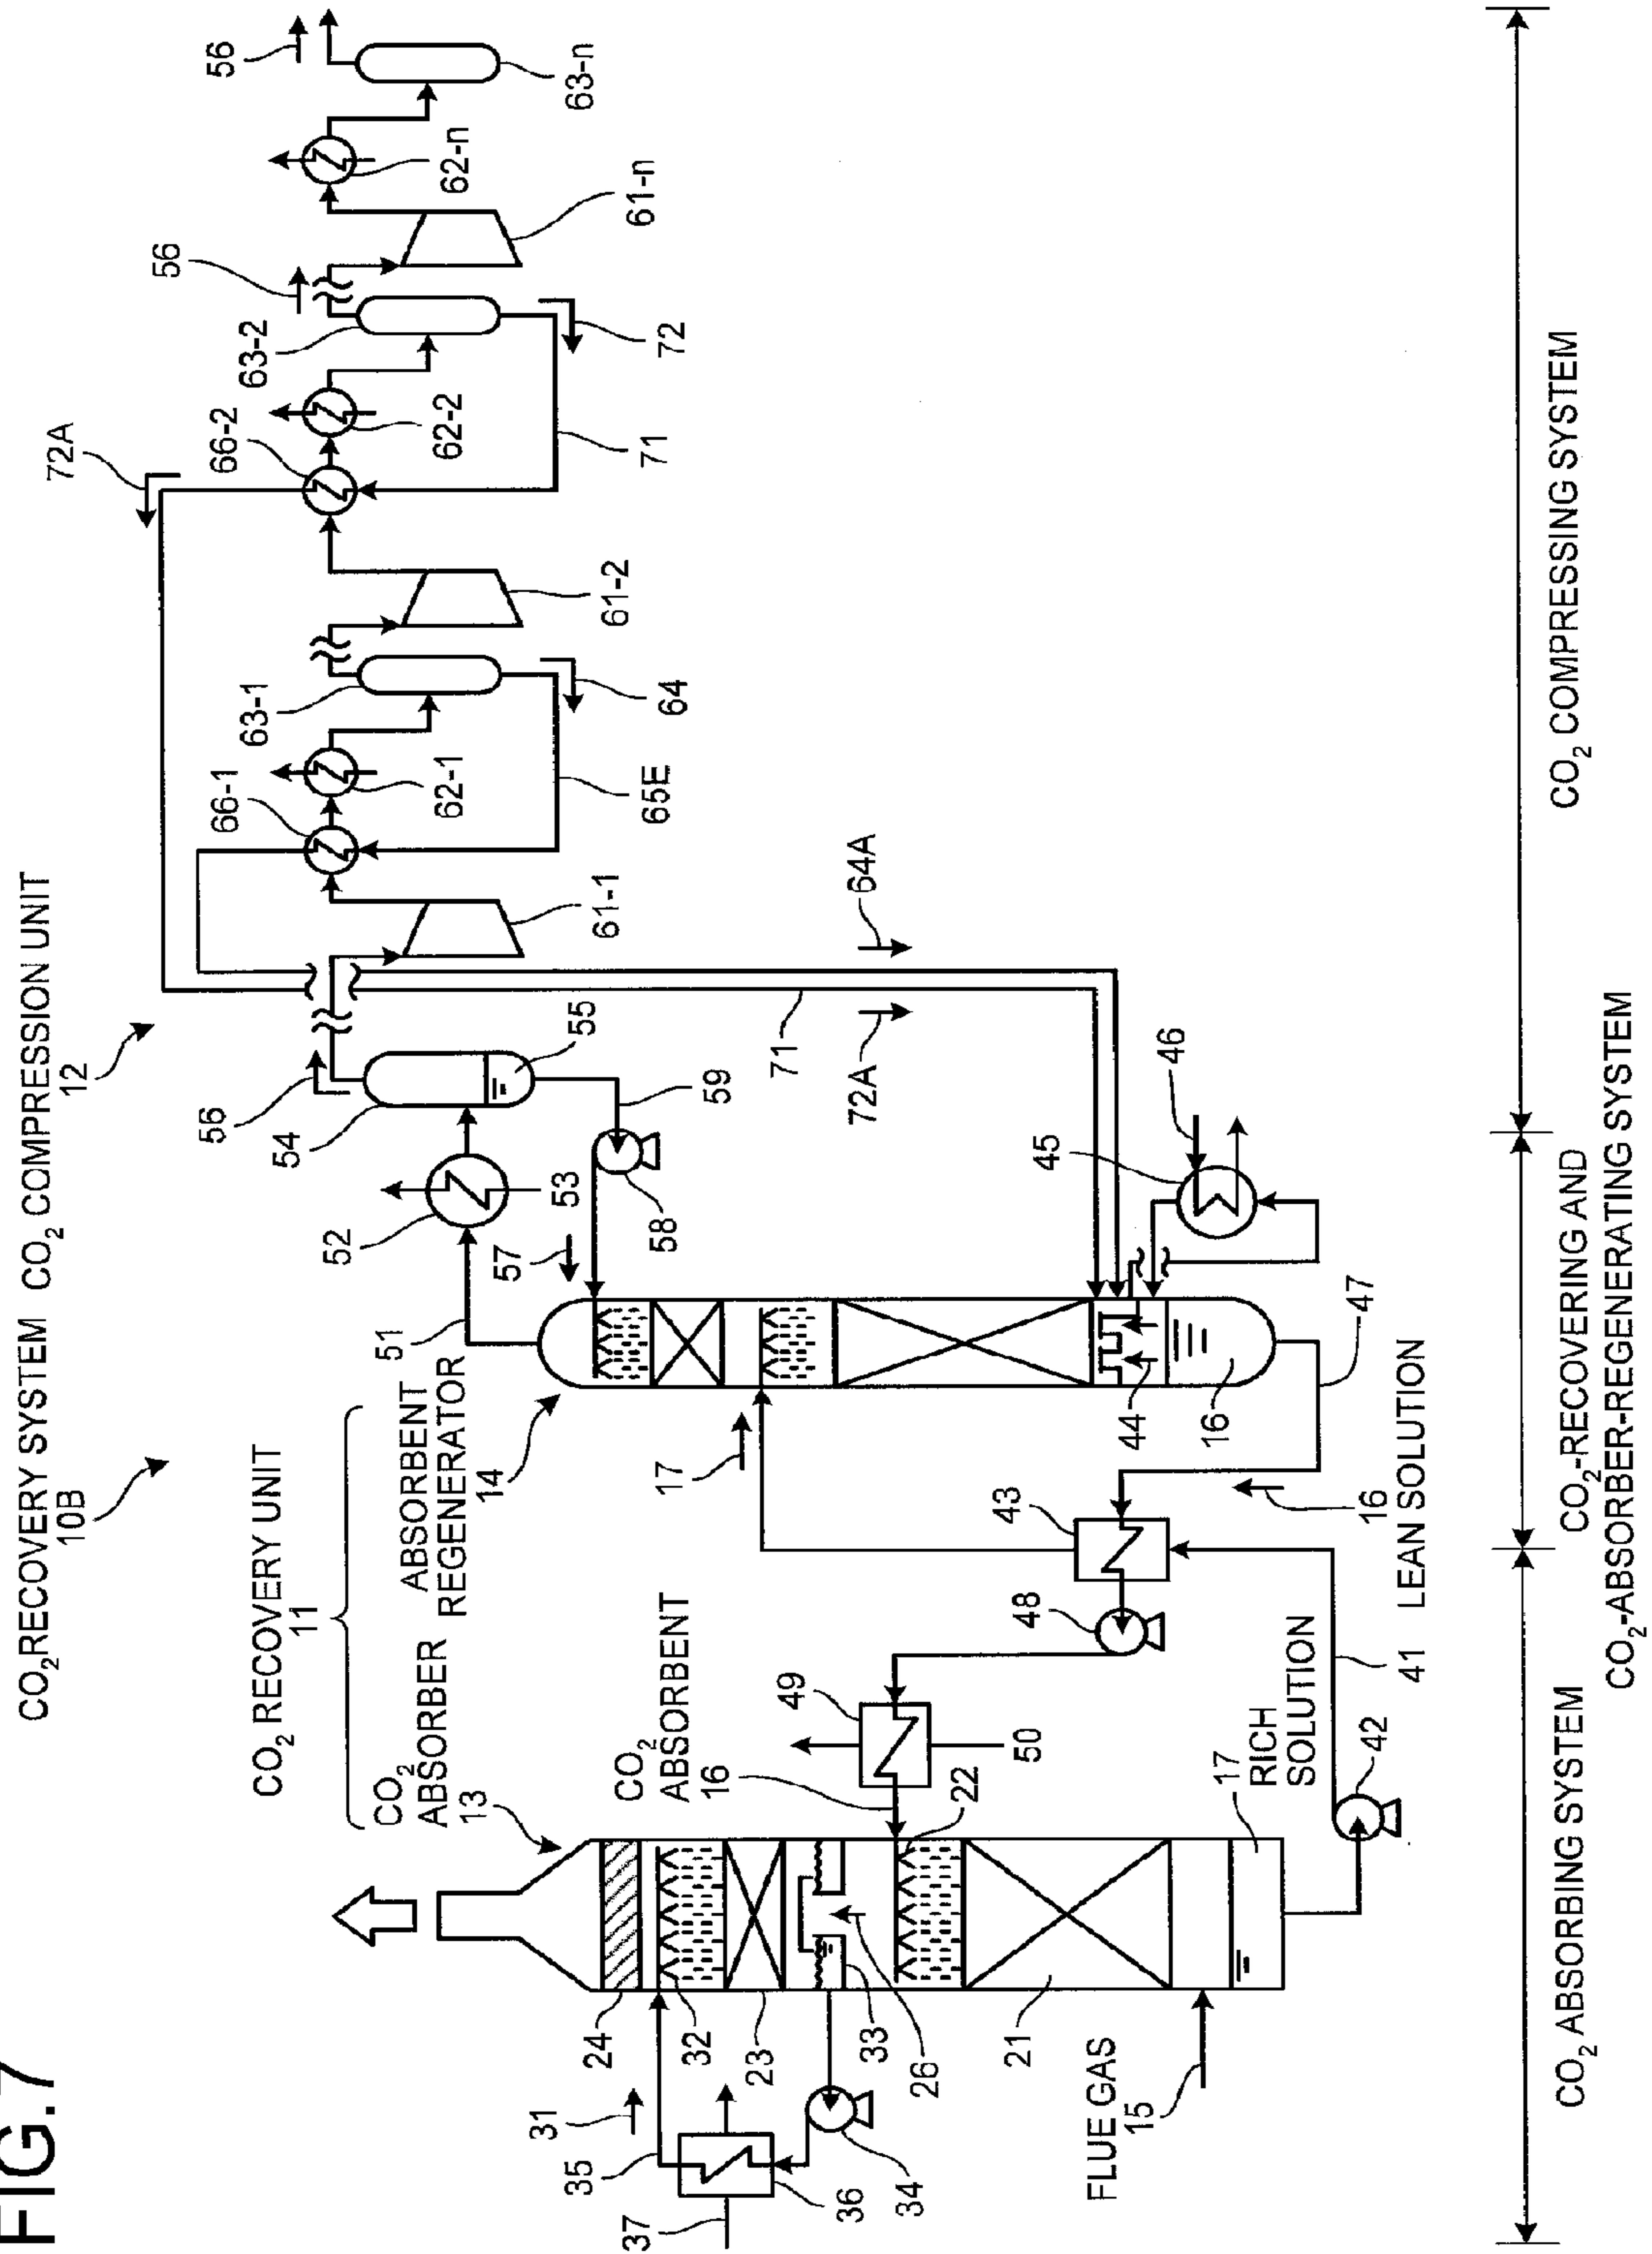 FIG.7
CO2 RECOVERY SYSTEM
10B
CO2 COMPRESSION UNIT
12
CO2 RECOVERY UNIT
11
CO2
ABSORBER
13
ABSORBENT
REGENERATOR
14
72A
56
56
56
66-1
63-1
66-2
63-2
62-1
62-2
62-n
63-n
61-1
61-2
61-n
65E
64
71
72
51
52
53
54
55
57
58
59
71
72A
64A
45
46
24
31
32
35
23
37
36
34
33
26
21
22
CO2
ABSORBENT
16
49
50
48
43
17
44
16
47
16
LEAN SOLUTION
41
42
17
RICH
SOLUTION
FLUE GAS
15
CO2 ABSORBING SYSTEM
CO2-RECOVERING AND
CO2-ABSORBER-REGENERATING SYSTEM
CO2 COMPRESSING SYSTEM